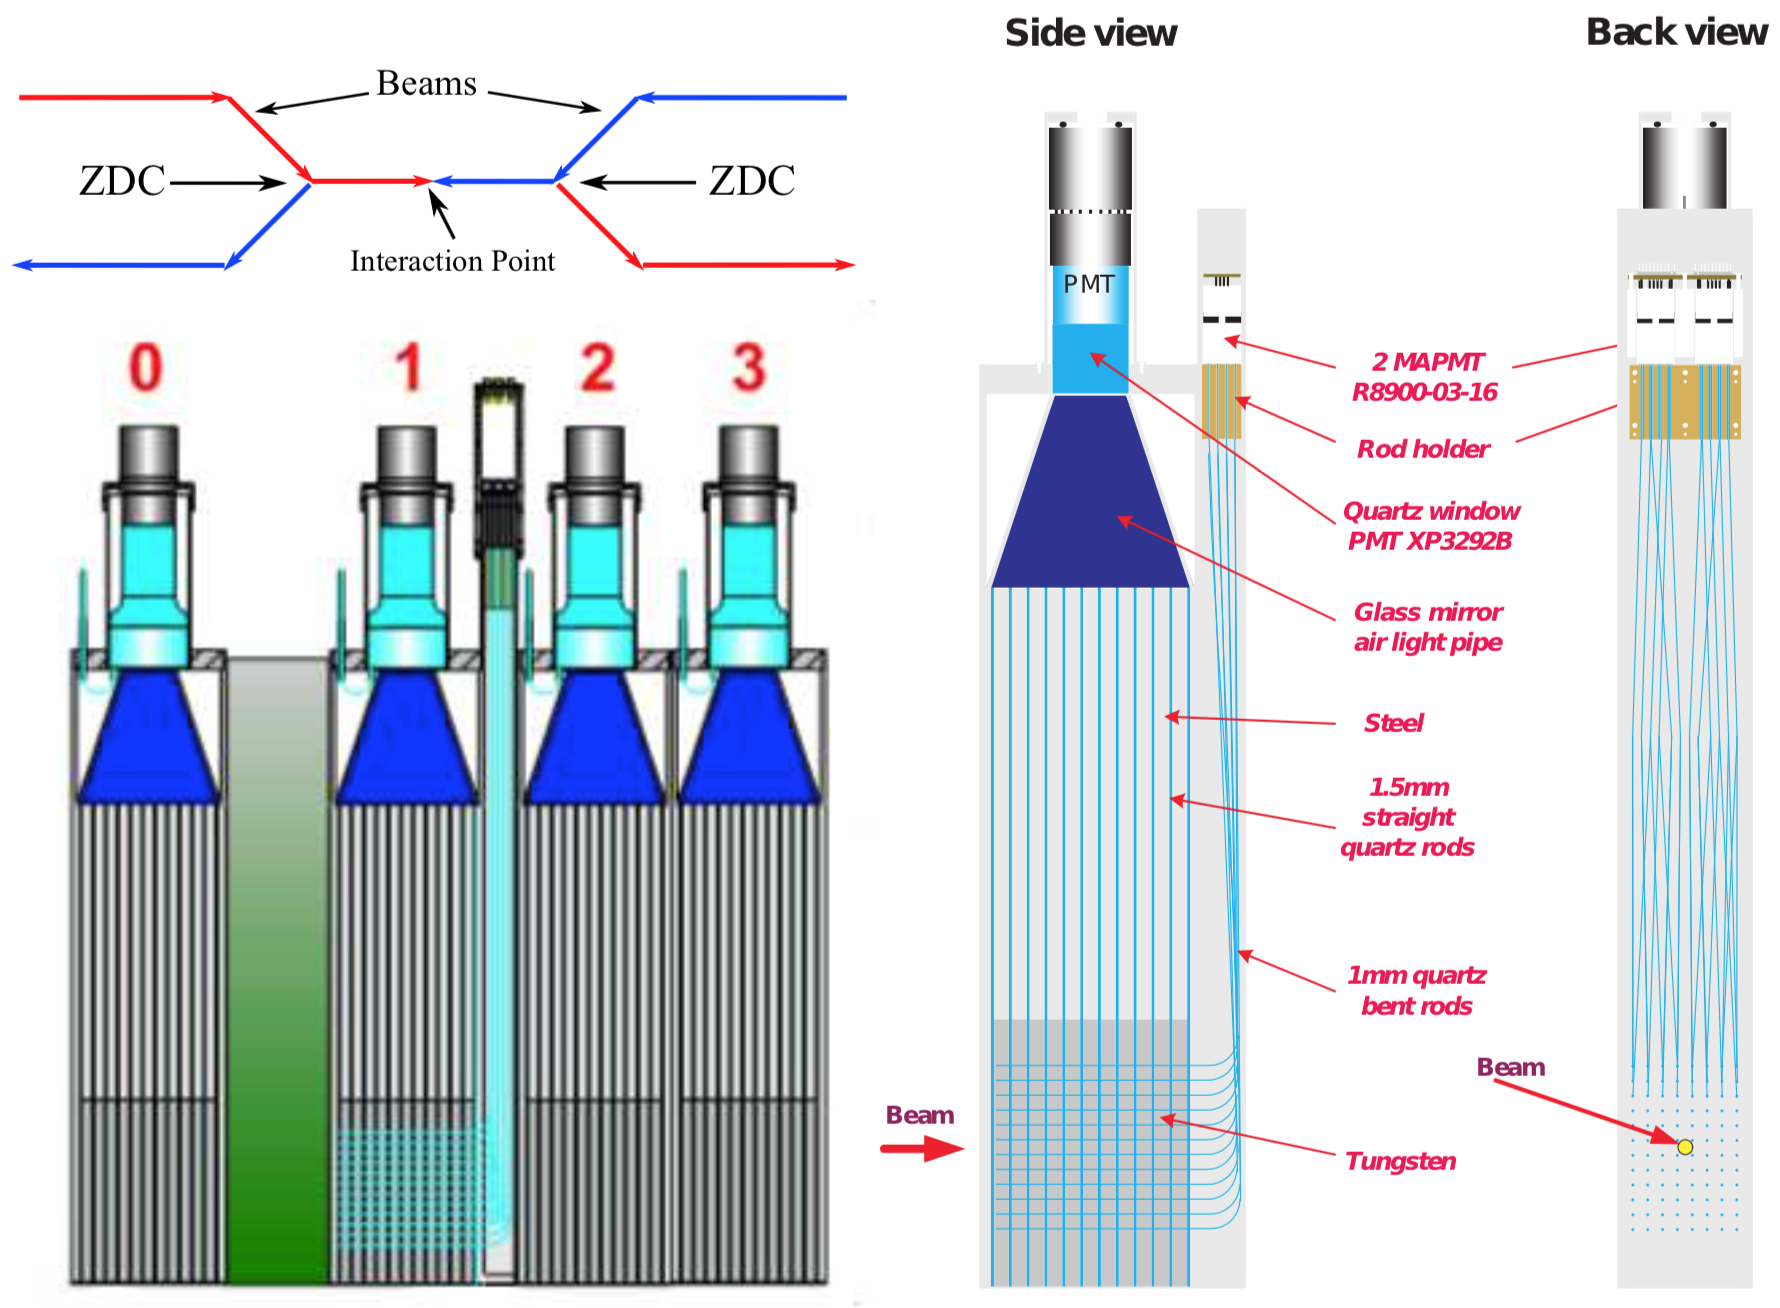 Beams
ZDC
ZDC
Interaction Point
0
1
2
3
Side view
Back view
PMT
2 MAPMT
R8900-03-16
Rod holder
Quartz window
PMT XP3292B
Glass mirror
air light pipe
Steel
1.5mm
straight
quartz rods
1mm quartz
bent rods
Beam
Beam
Tungsten